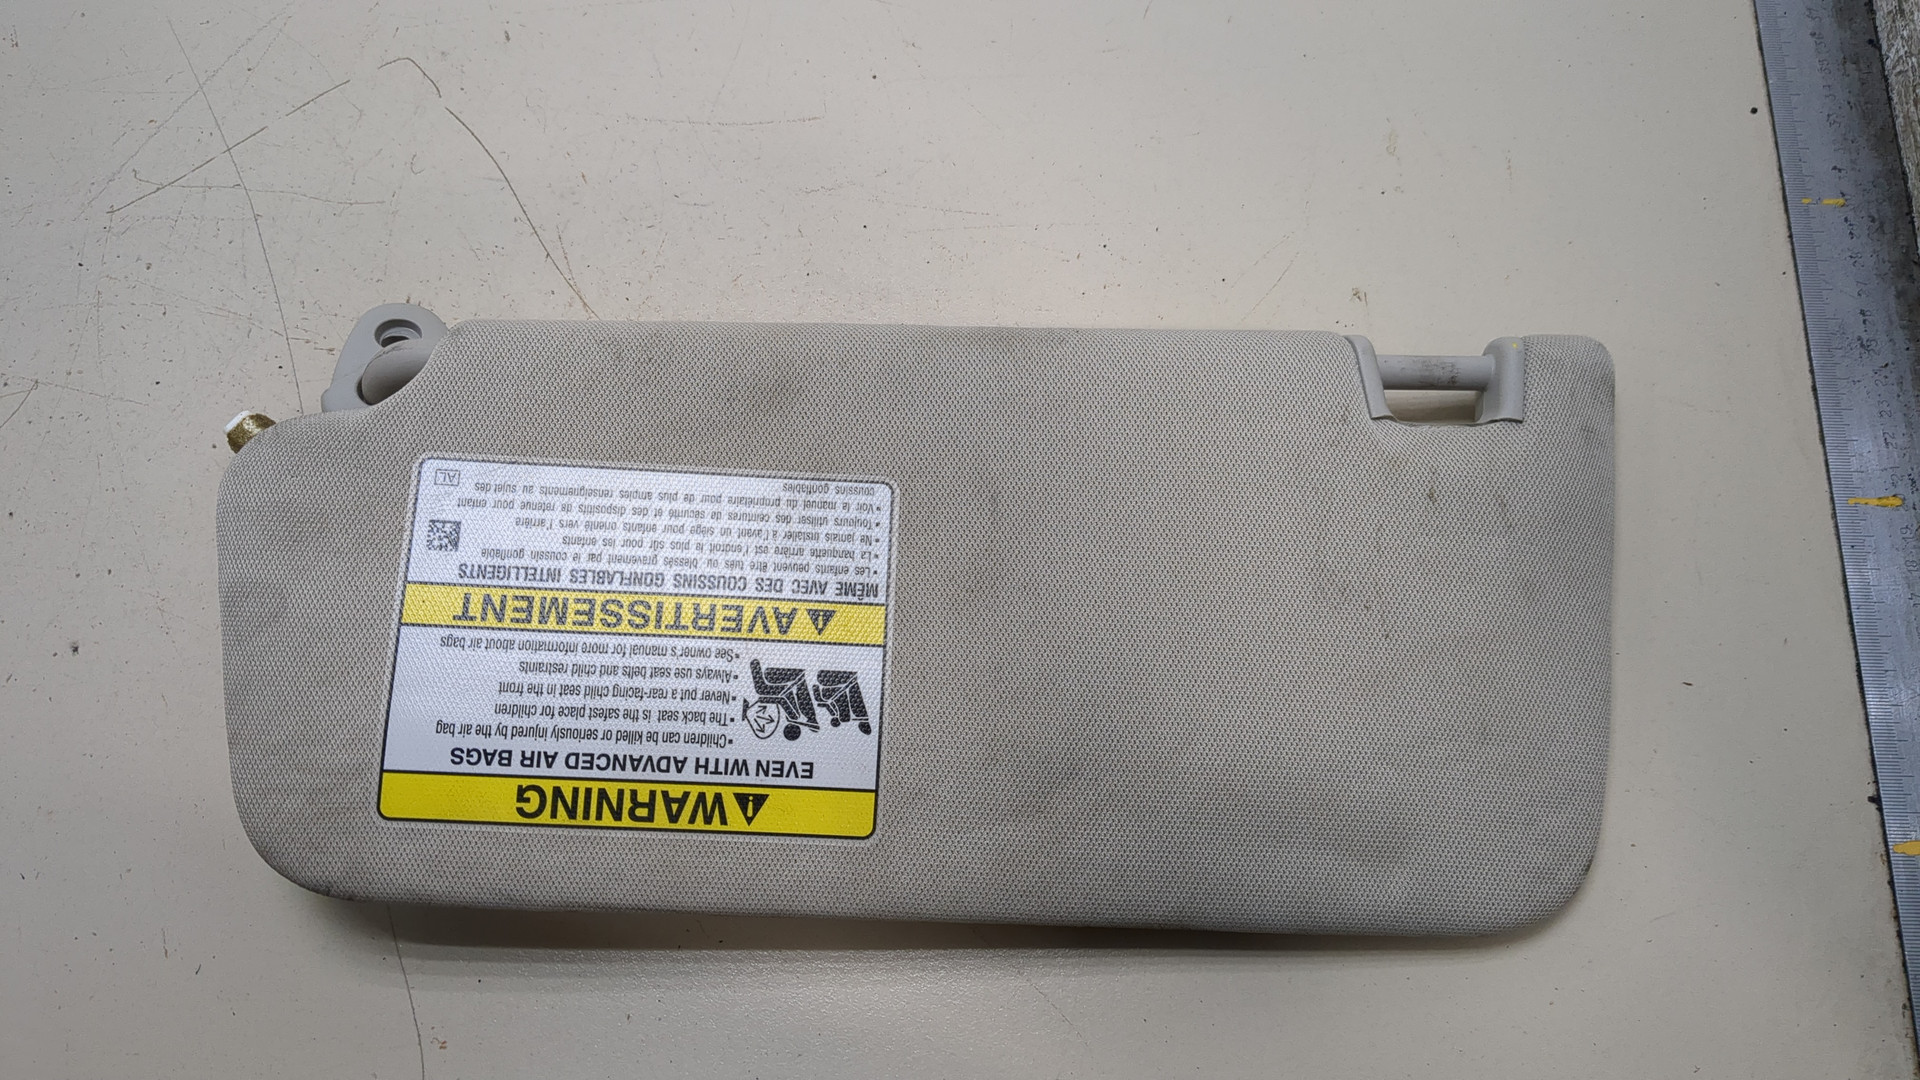 WARNING
EVEN WITH ADVANCED AIR BAGS
•Children can be killed or seriously injured by the air bag
•The back seat is the safest place for children
•Never put a rear-facing child seat in the front
•Always use seat belts and child restraints
•See owner's manual for more information about air bags
AVERTISSEMENT
MÊME AVEC DES COUSSINS GONFLABLES INTELLIGENTS
•Les enfants peuvent être tués ou blessés gravement par le coussin gonflable
•La banquette arrière est l'endroit le plus sûr pour les enfants
•Ne jamais installer à l'avant un siège pour enfants orienté vers l'arrière
•Toujours utiliser des ceintures de sécurité et des dispositifs de retenue pour enfant
•Voir le manuel du propriétaire pour de plus amples renseignements au sujet des
coussins gonflables
AL